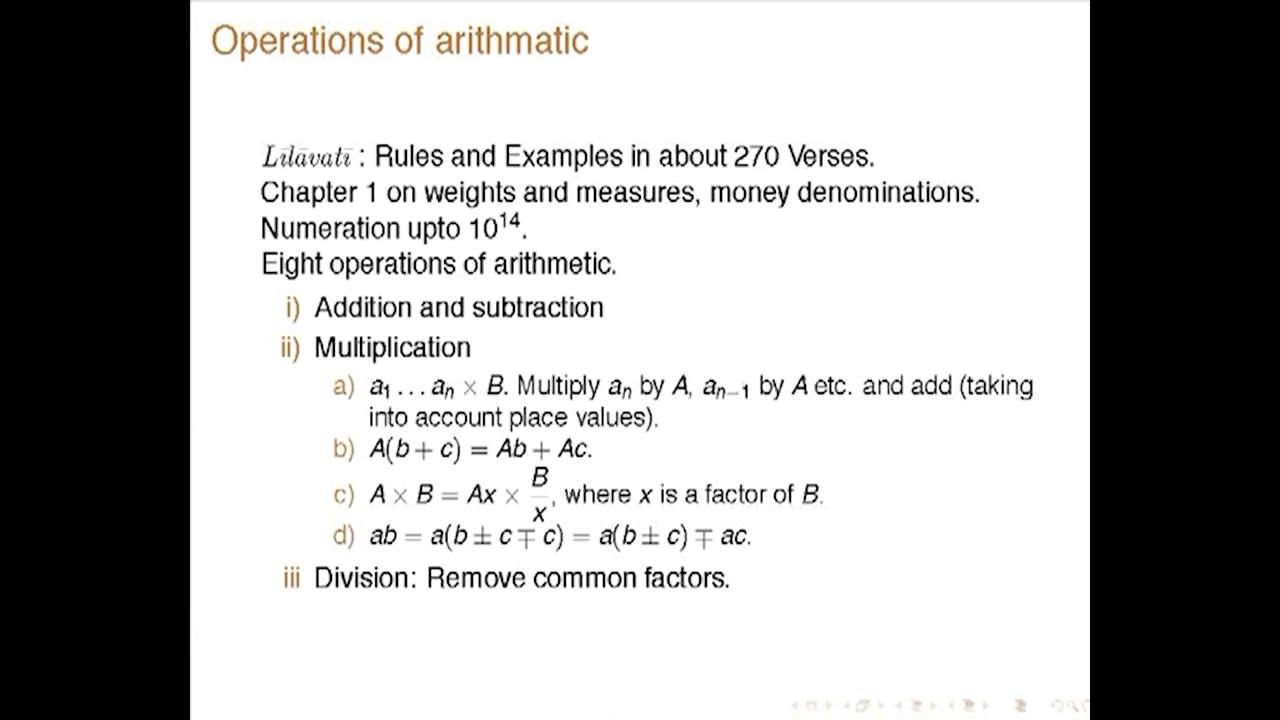 Operations of arithmatic
Līlāvatī : Rules and Examples in about 270 Verses.
Chapter 1 on weights and measures, money denominations.
Numeration upto 10¹⁴.
Eight operations of arithmetic.
i) Addition and subtraction
ii) Multiplication
a) a₁ … aₙ × B. Multiply aₙ by A, aₙ₋₁ by A etc. and add (taking
into account place values).
b) A(b + c) = Ab + Ac.
c) A × B = Ax × B/x, where x is a factor of B.
d) ab = a(b ± c ∓ c) = a(b ± c) ∓ ac.
iii Division: Remove common factors.